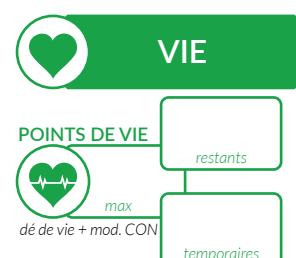 VIE
POINTS DE VIE
restants
max
dé de vie + mod. CON
temporaires